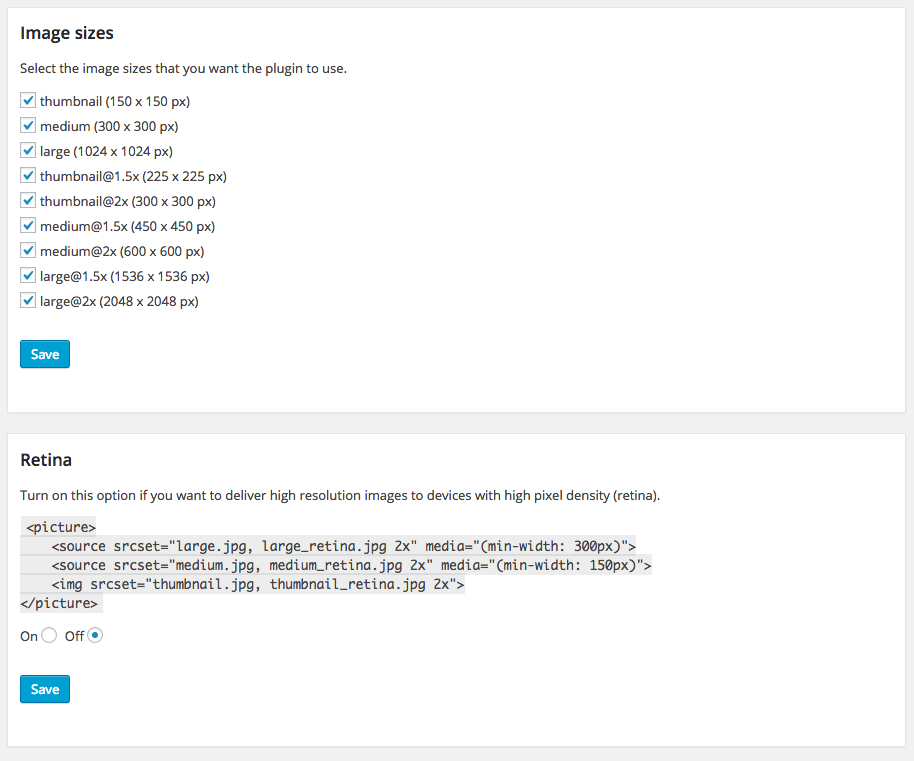 Image sizes
Select the image sizes that you want the plugin to use.
thumbnail (150 x 150 px)
medium (300 x 300 px)
large (1024 x 1024 px)
thumbnail@1.5x (225 x 225 px)
thumbnail@2x (300 x 300 px)
medium@1.5x (450 x 450 px)
medium@2x (600 x 600 px)
large@1.5x (1536 x 1536 px)
large@2x (2048 x 2048 px)
Save
Retina
Turn on this option if you want to deliver high resolution images to devices with high pixel density (retina).
<picture>
<source srcset="large.jpg, large_retina.jpg 2x" media="(min-width: 300px)">
<source srcset="medium.jpg, medium_retina.jpg 2x" media="(min-width: 150px)">
<img srcset="thumbnail.jpg, thumbnail_retina.jpg 2x">
</picture>
On Off
Save